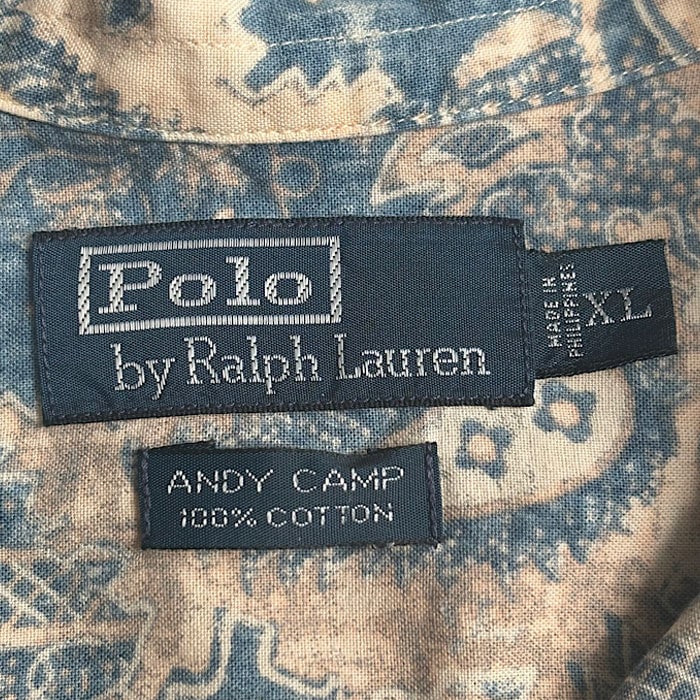 Polo
by Ralph Lauren
MADE IN
PHILIPPINES
XL
ANDY CAMP
100% COTTON